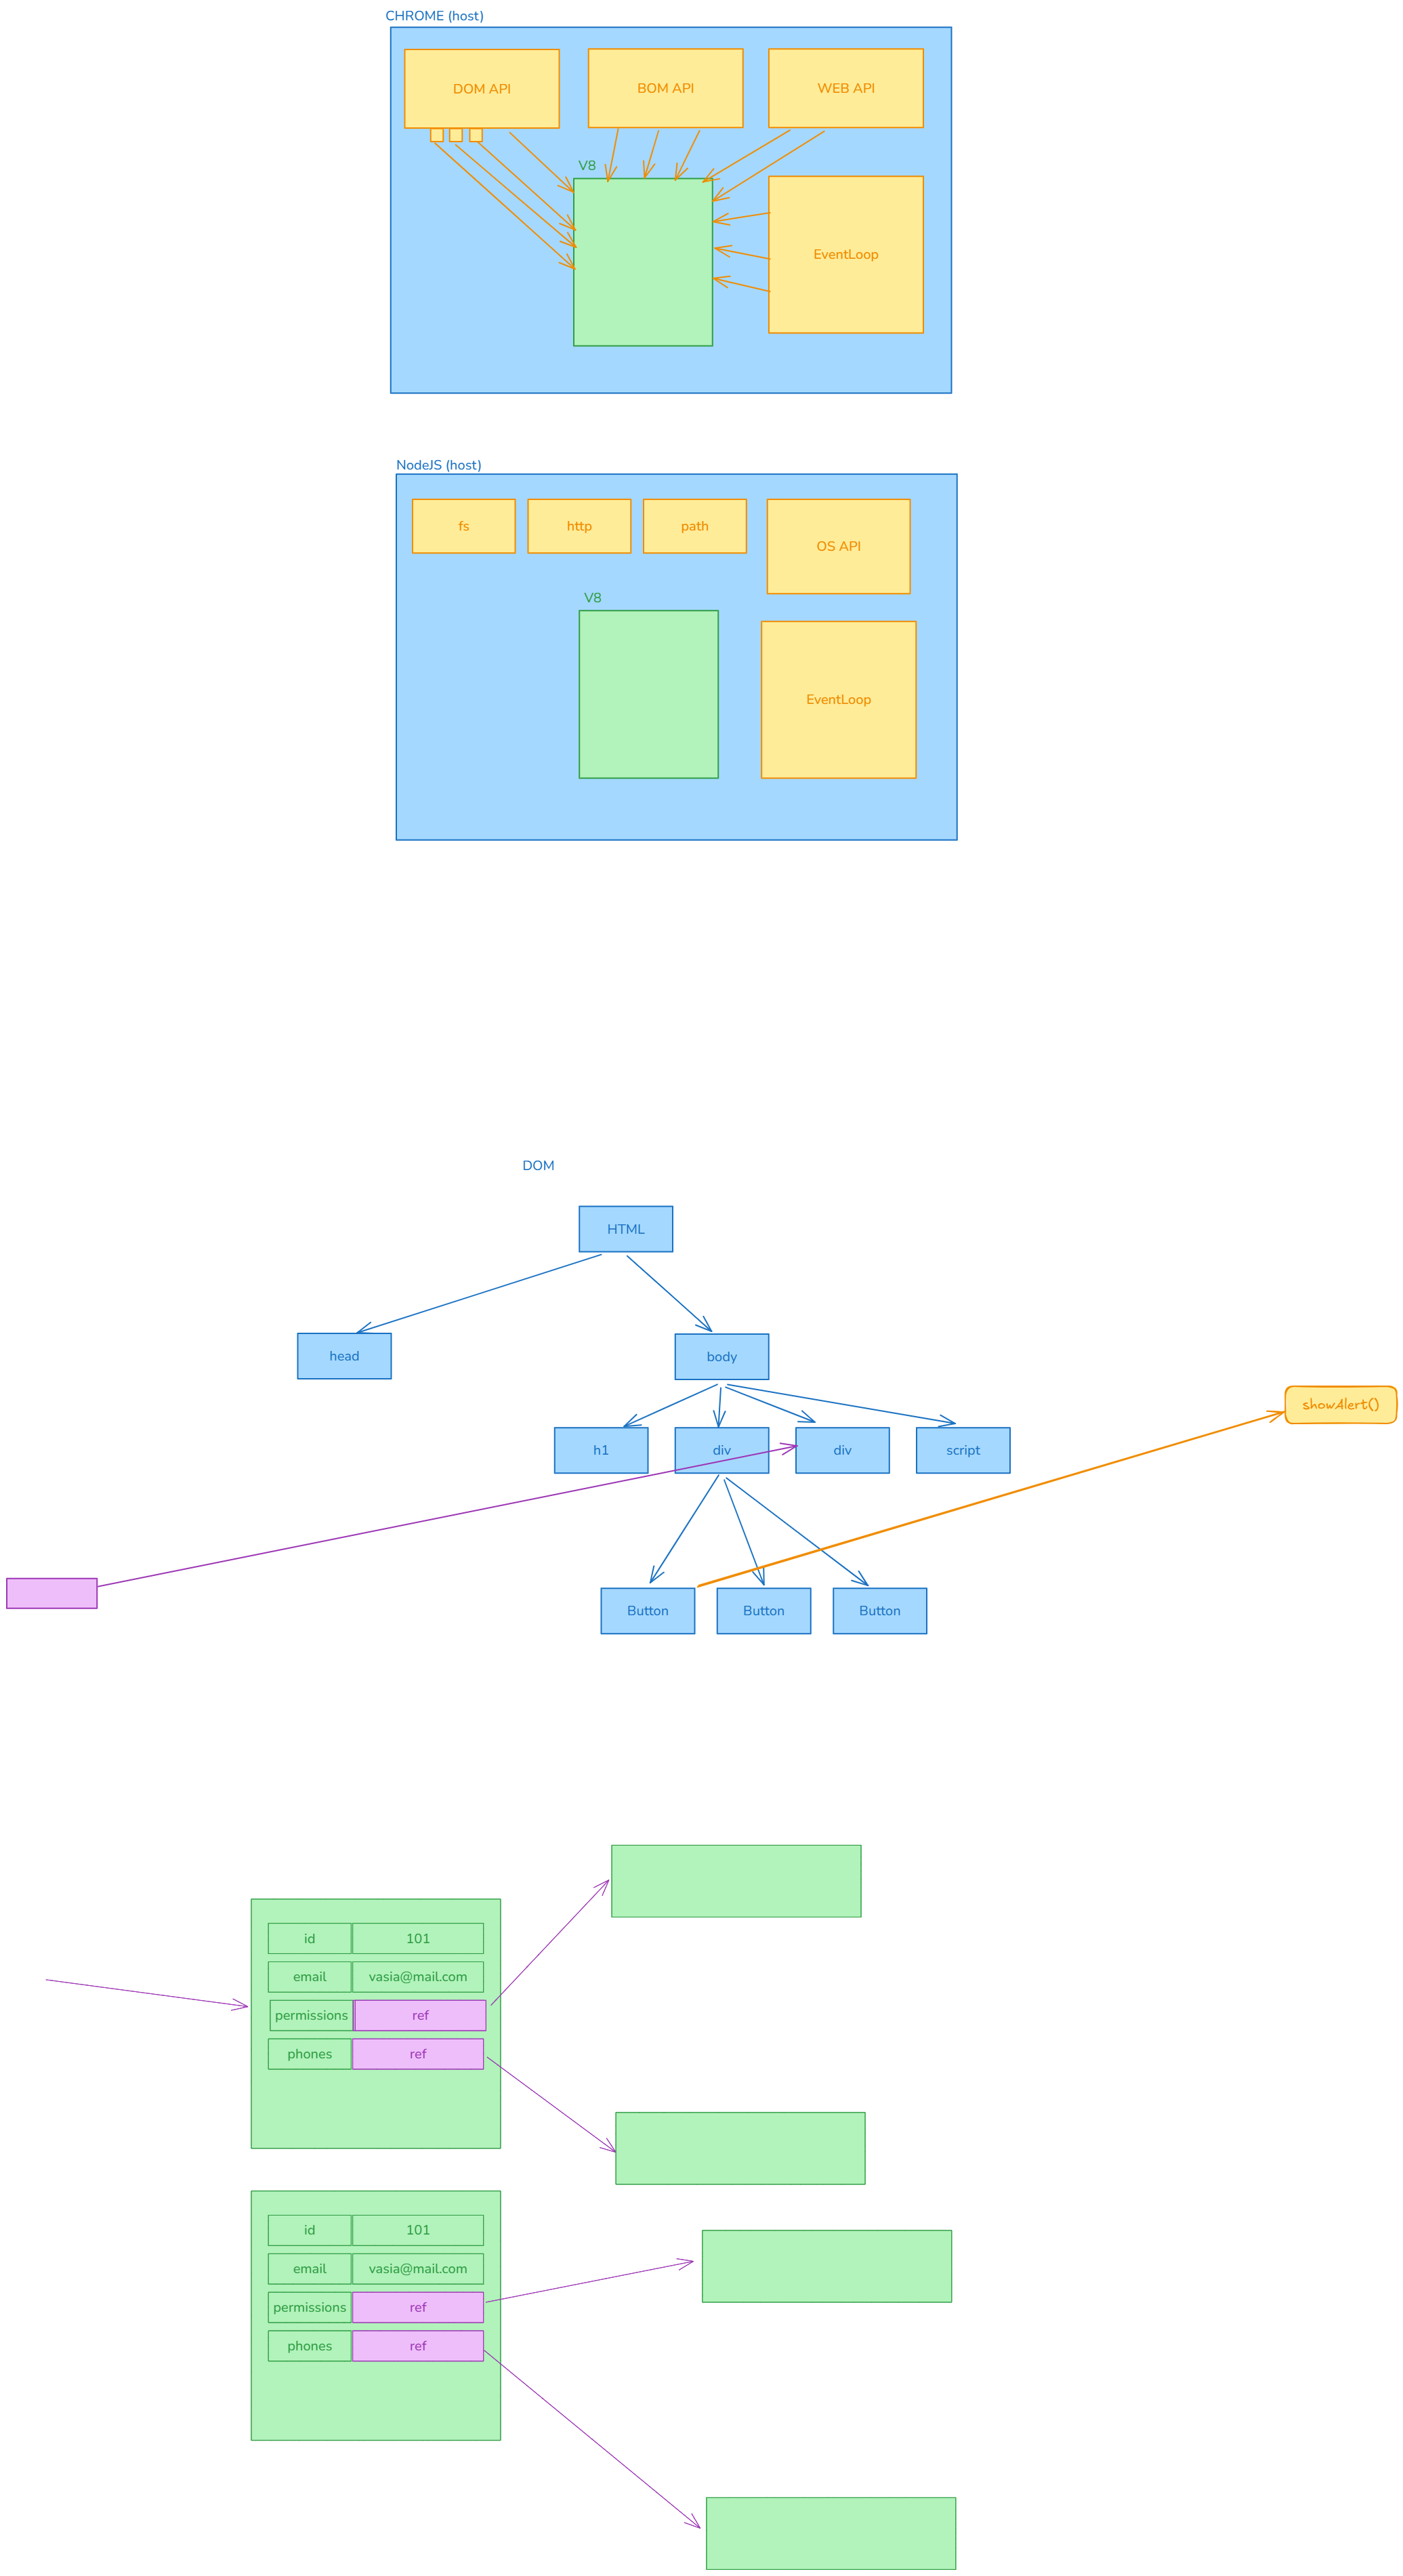 CHROME (host)
DOM API
BOM API
WEB API
V8
EventLoop
NodeJS (host)
fs
http
path
OS API
V8
EventLoop
DOM
HTML
head
body
showAlert()
h1
div
div
script
Button
Button
Button
id 101
email vasia@mail.com
permissions ref
phones ref
id 101
email vasia@mail.com
permissions ref
phones ref